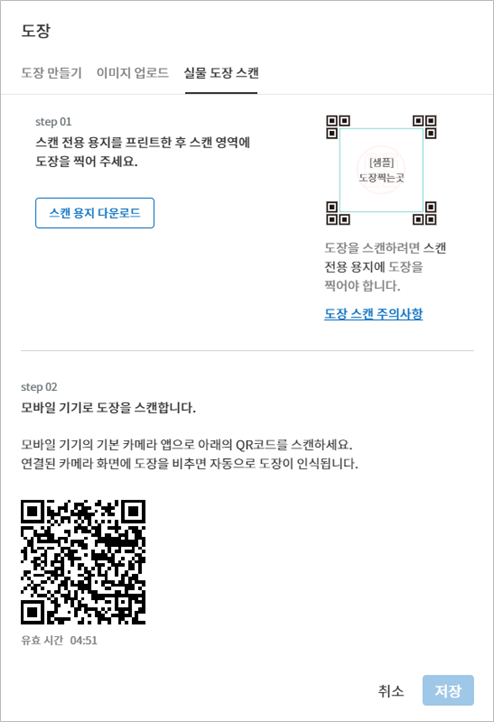 도장
도장 만들기 이미지 업로드 실물 도장 스캔
step 01
스캔 전용 용지를 프린트한 후 스캔 영역에
도장을 찍어 주세요.
스캔 용지 다운로드
[샘플]
도장찍는곳
도장을 스캔하려면 스캔
전용 용지에 도장을
찍어야 합니다.
도장 스캔 주의사항
step 02
모바일 기기로 도장을 스캔합니다.
모바일 기기의 기본 카메라 앱으로 아래의 QR코드를 스캔하세요.
연결된 카메라 화면에 도장을 비추면 자동으로 도장이 인식됩니다.
유효 시간 04:51
취소 저장